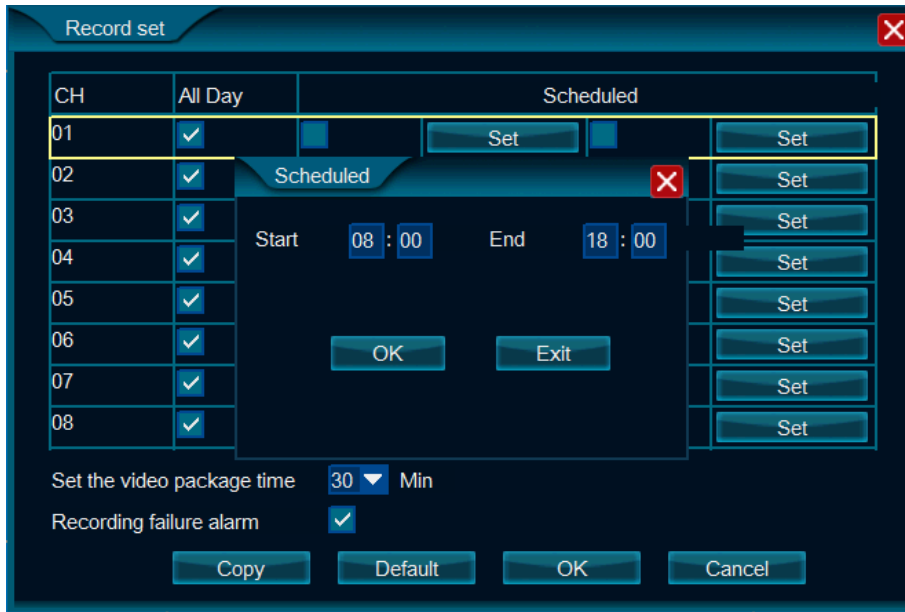 Record set
CH All Day Scheduled
01 Set Set
02 Set
Scheduled
03 Set
Start 08 : 00 End 18 : 00
04 Set
05 Set
06 Set
OK Exit
07 Set
08 Set
Set the video package time 30 Min
Recording failure alarm
Copy Default OK Cancel